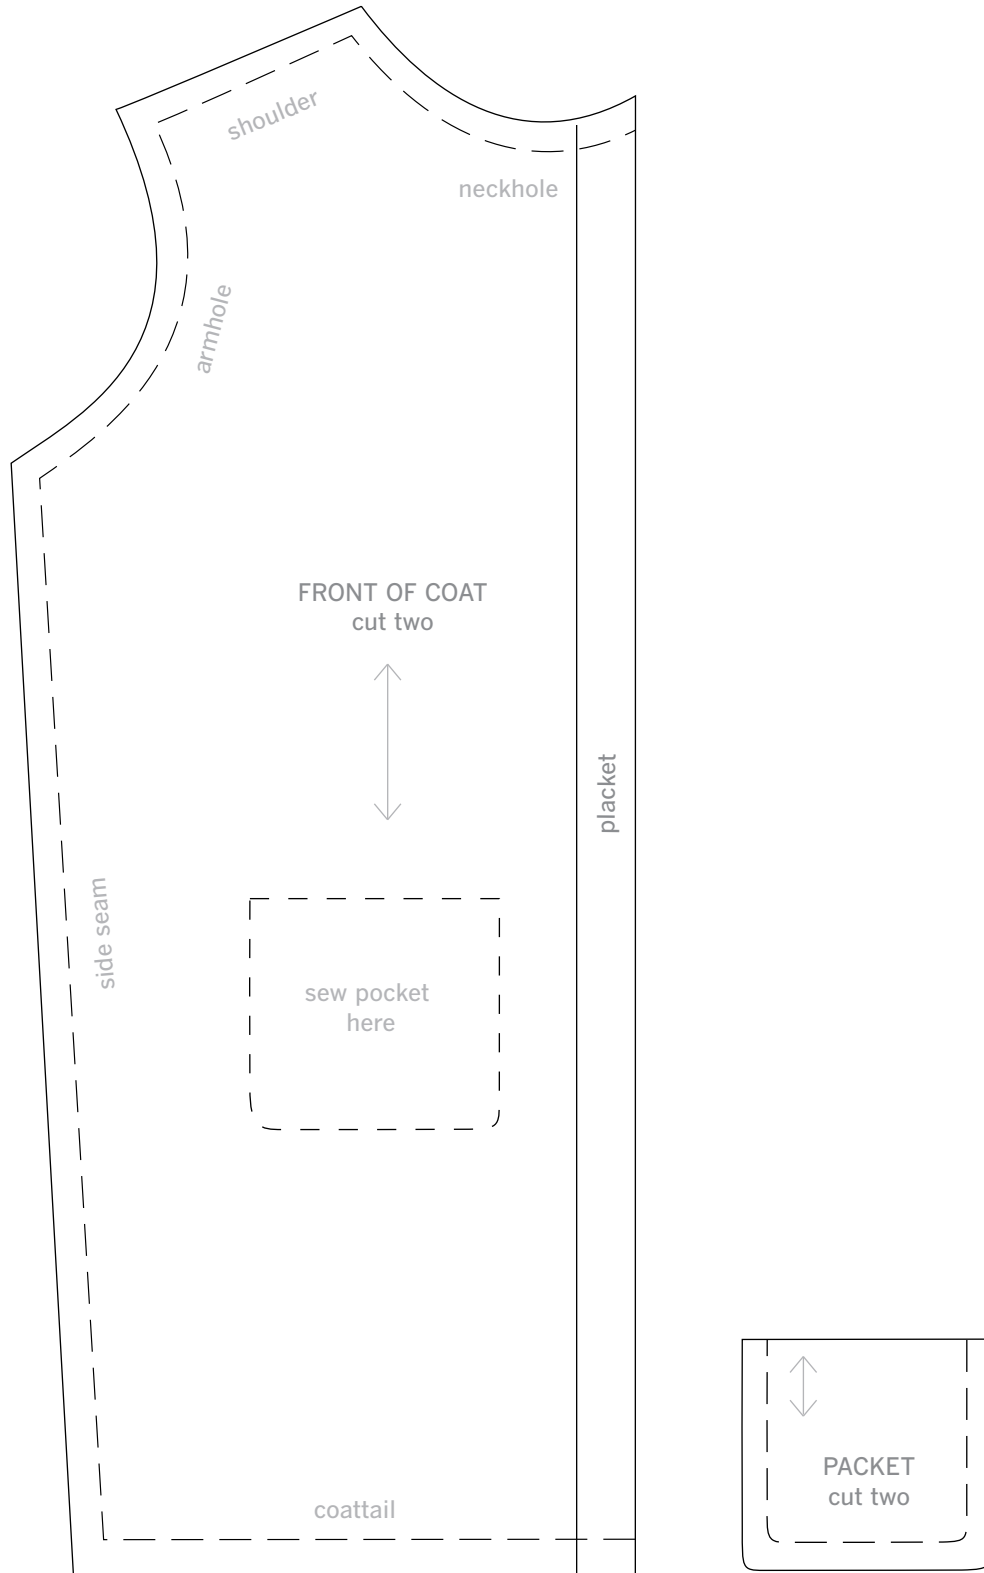 shoulder
neckhole
armhole
FRONT OF COAT
cut two
placket
side seam
sew pocket
here
PACKET
cut two
coattail